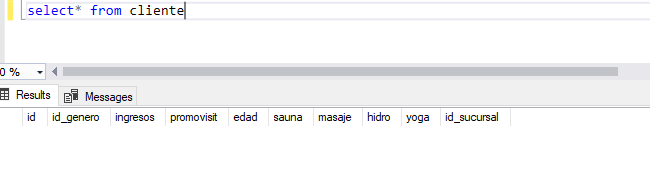 select* from cliente
0 %
Results Messages
id id_genero ingresos promovisit edad sauna masaje hidro yoga id_sucursal